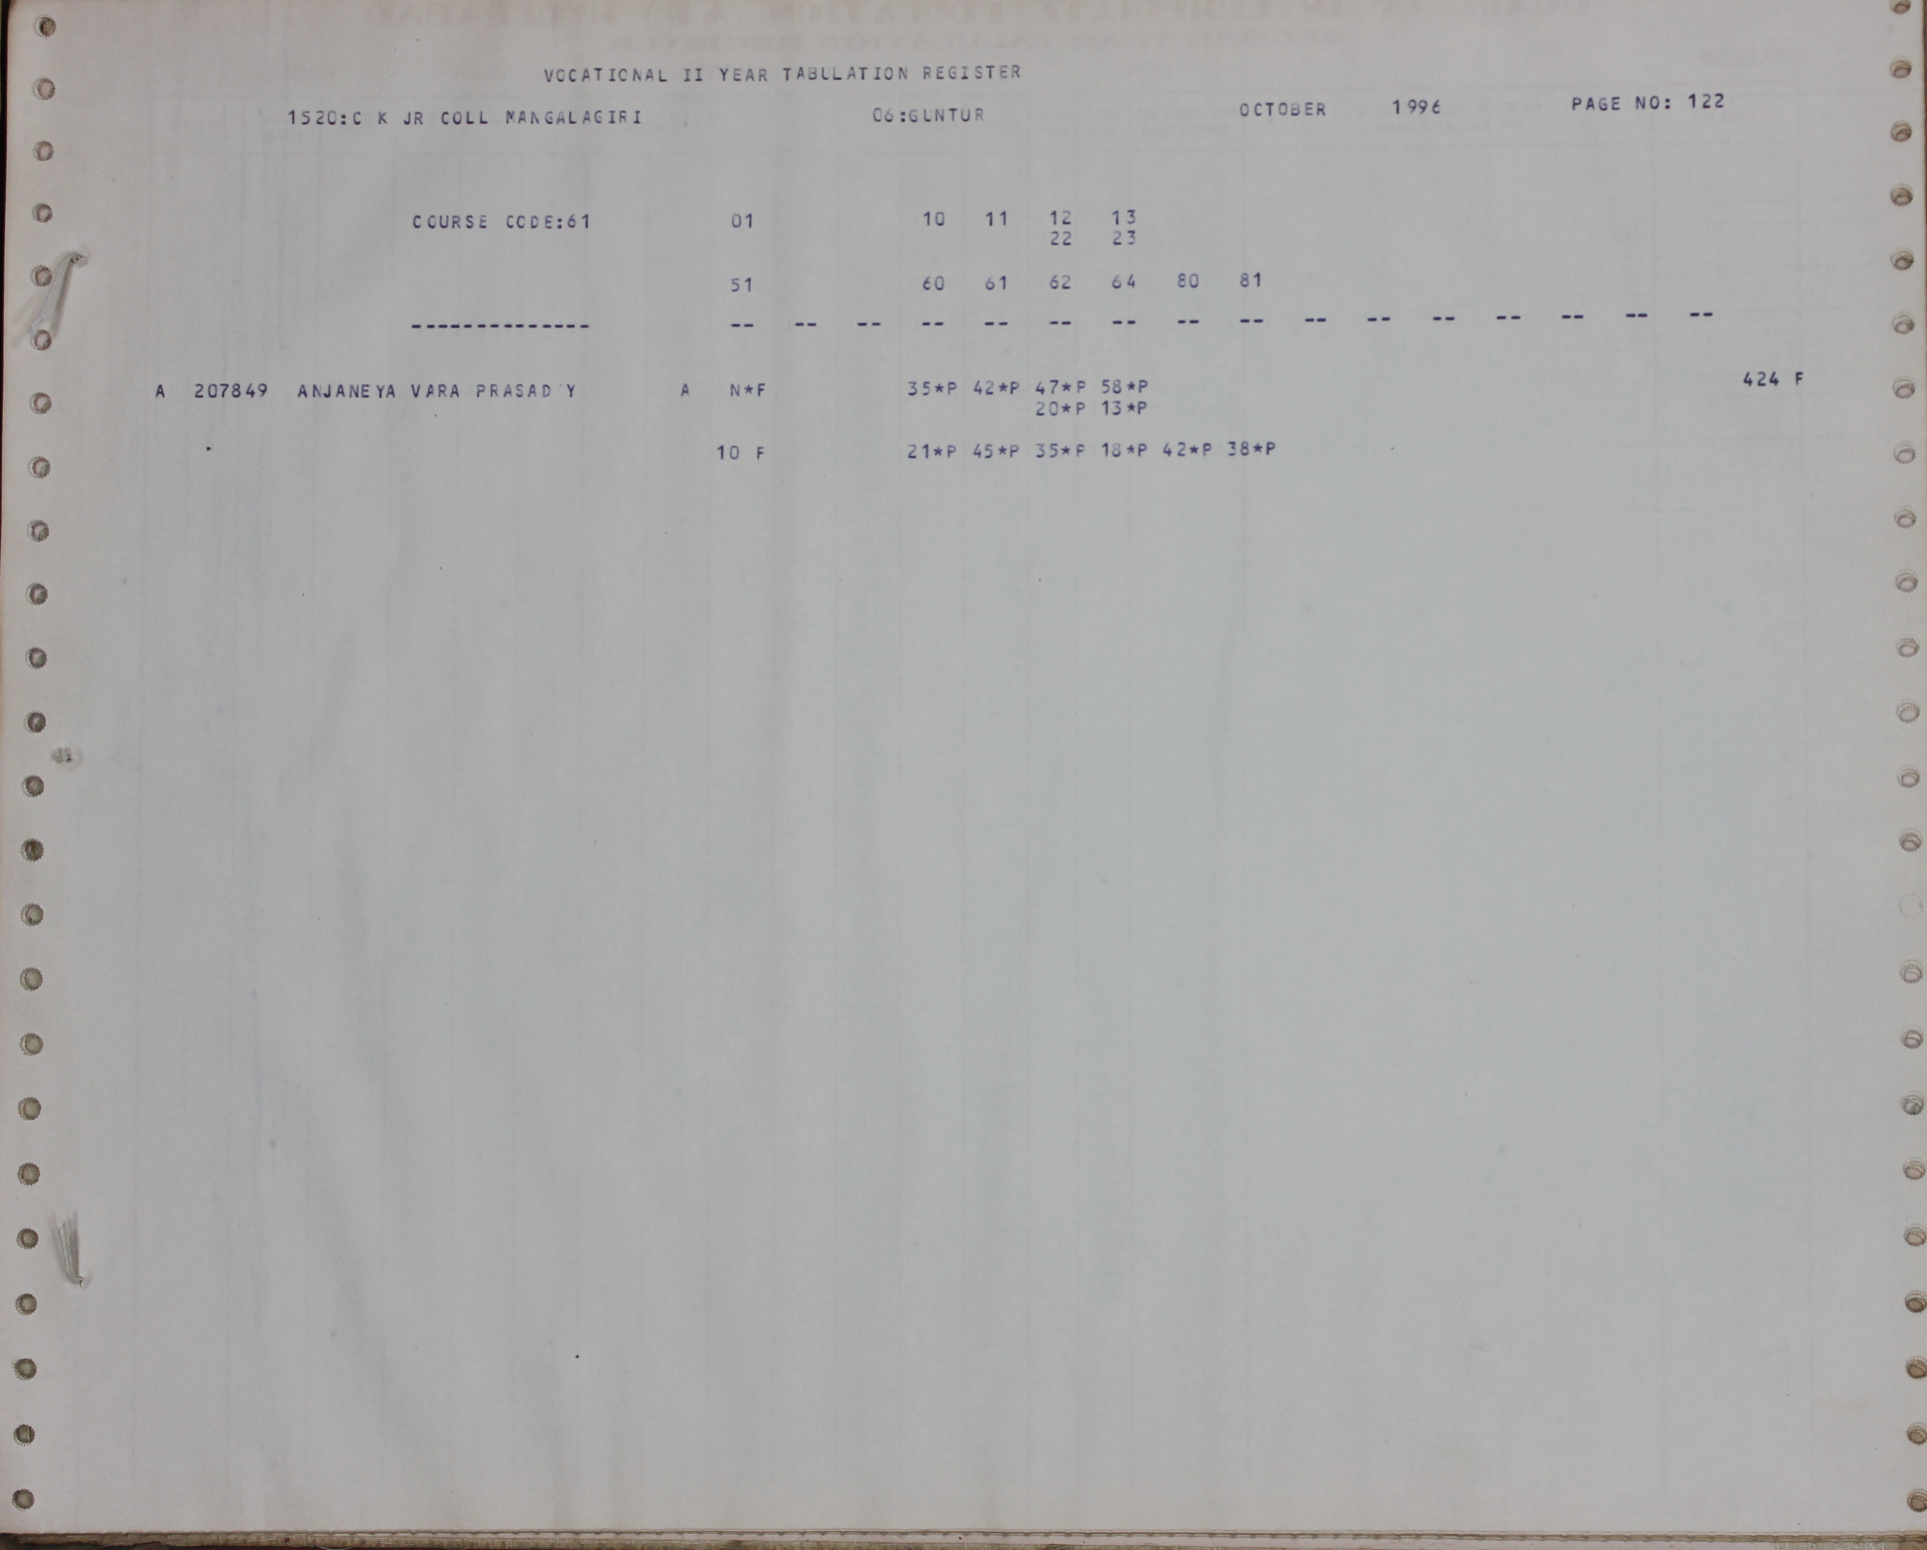 VOCATIONAL II YEAR TABULATION REGISTER
1520:C K JR COLL MANGALAGIRI 06:GUNTUR OCTOBER 1996 PAGE NO: 122
COURSE CODE:61 01 10 11 12 13
22 23
51 60 61 62 64 80 81
-------------- -- -- -- -- -- -- -- -- -- -- -- -- -- -- -- --
A 207849 ANJANEYA VARA PRASAD Y A N*F 35*P 42*P 47*P 58*P 424 F
20*P 13*P
10 F 21*P 45*P 35*P 18*P 42*P 38*P